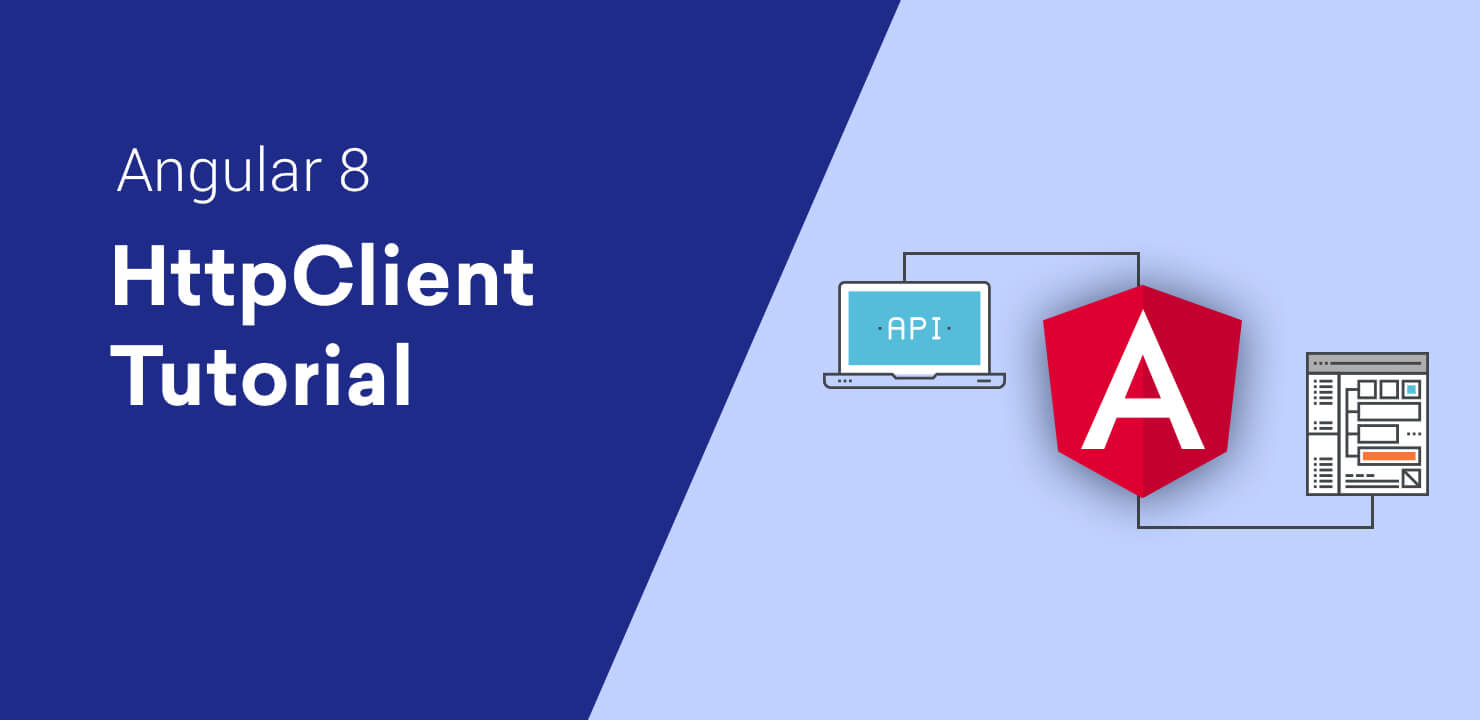 Angular 8
HttpClient
Tutorial
· API ·
A